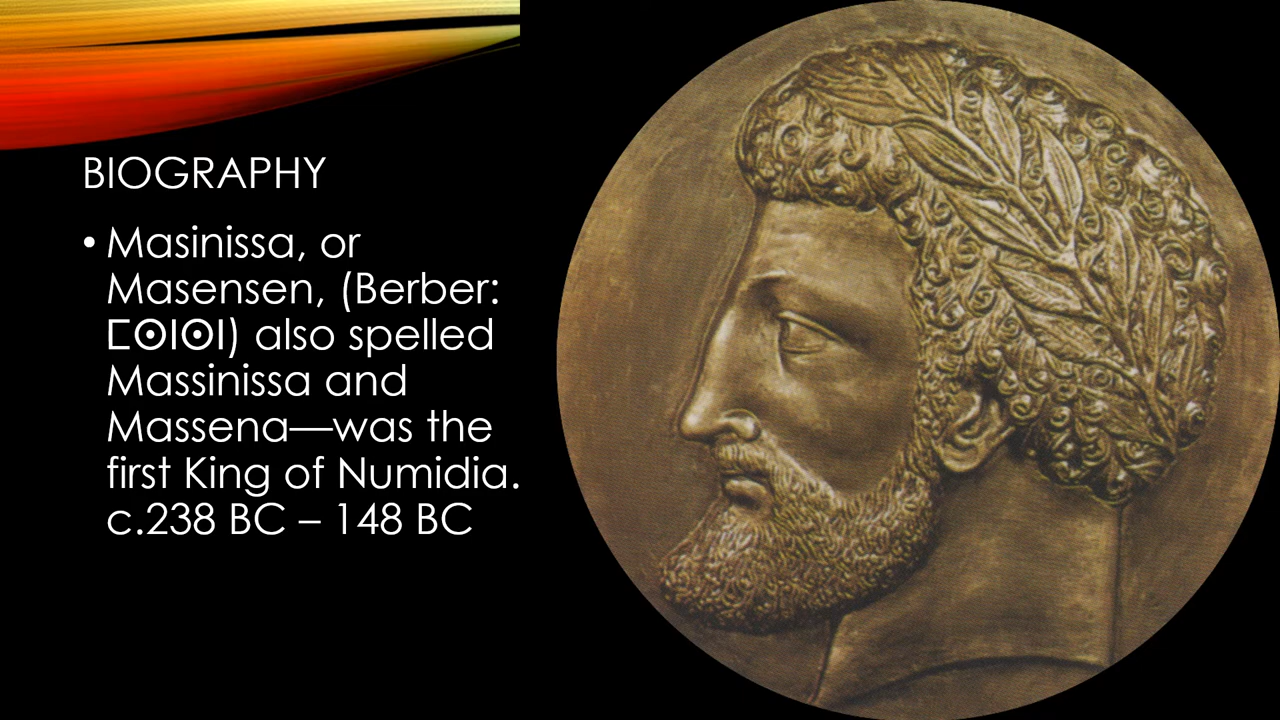 BIOGRAPHY
• Masinissa, or
Masensen, (Berber:
ⵎⵙⵏⵙⵏ) also spelled
Massinissa and
Massena—was the
first King of Numidia.
c.238 BC – 148 BC